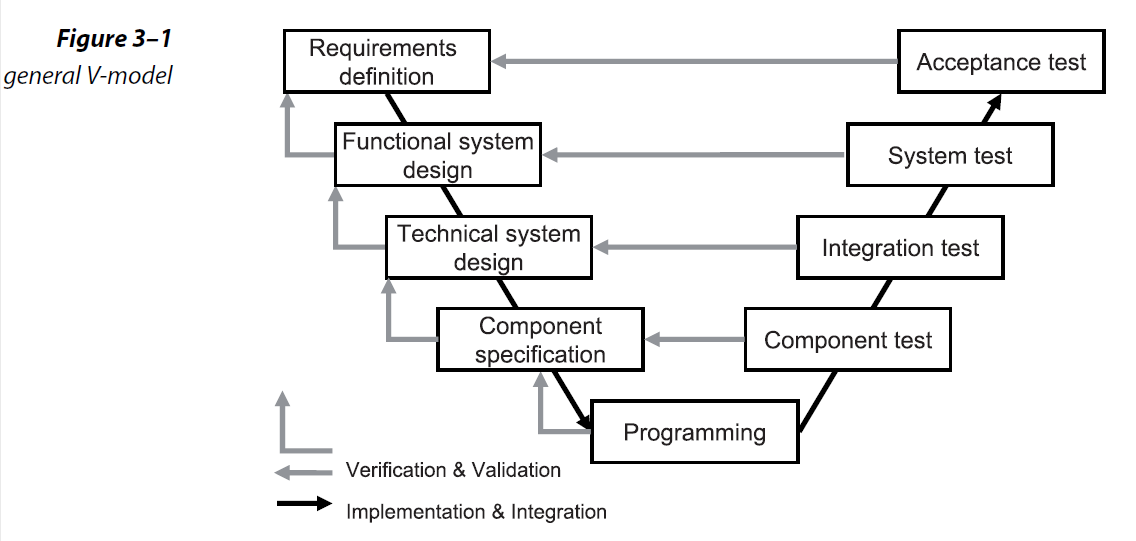 Figure 3–1
general V-model
Requirements
definition
Acceptance test
Functional system
design
System test
Technical system
design
Integration test
Component
specification
Component test
Programming
Verification & Validation
Implementation & Integration